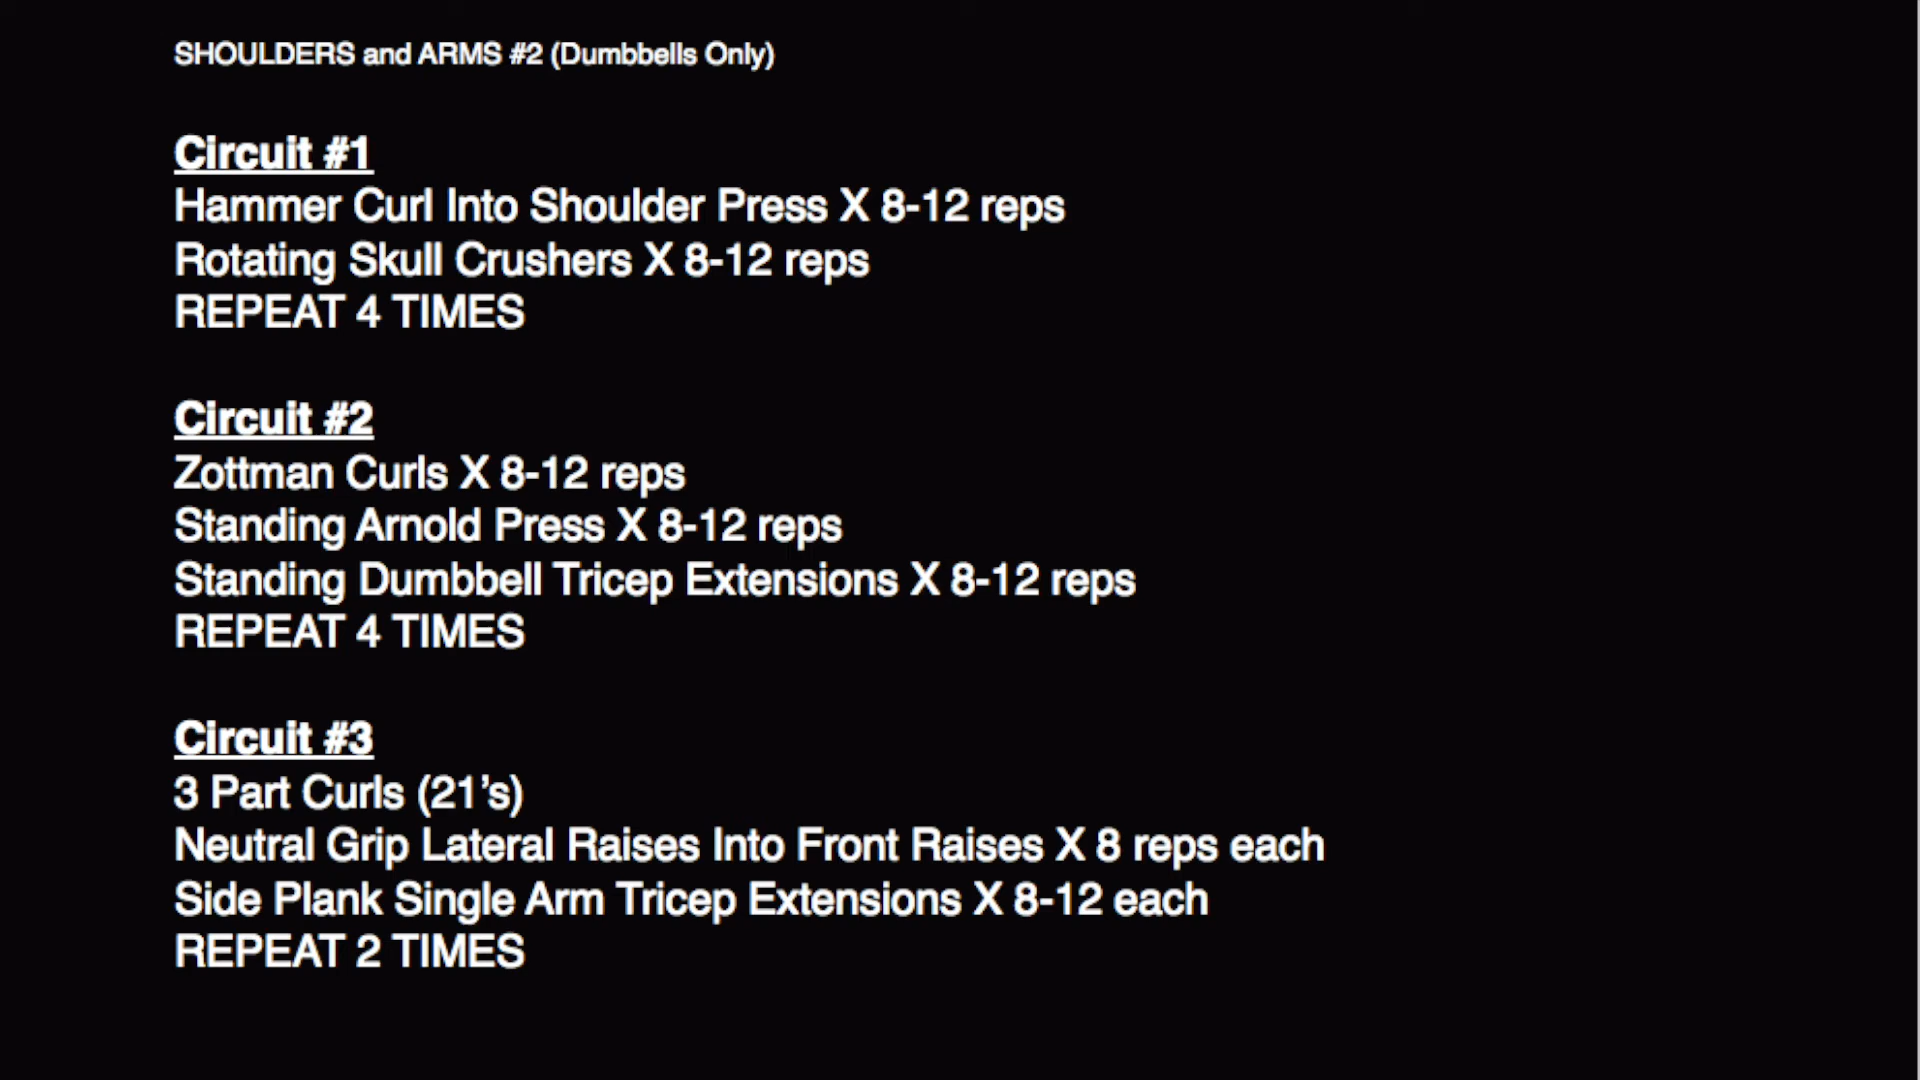 SHOULDERS and ARMS #2 (Dumbbells Only)
Circuit #1
Hammer Curl Into Shoulder Press X 8-12 reps
Rotating Skull Crushers X 8-12 reps
REPEAT 4 TIMES
Circuit #2
Zottman Curls X 8-12 reps
Standing Arnold Press X 8-12 reps
Standing Dumbbell Tricep Extensions X 8-12 reps
REPEAT 4 TIMES
Circuit #3
3 Part Curls (21’s)
Neutral Grip Lateral Raises Into Front Raises X 8 reps each
Side Plank Single Arm Tricep Extensions X 8-12 each
REPEAT 2 TIMES